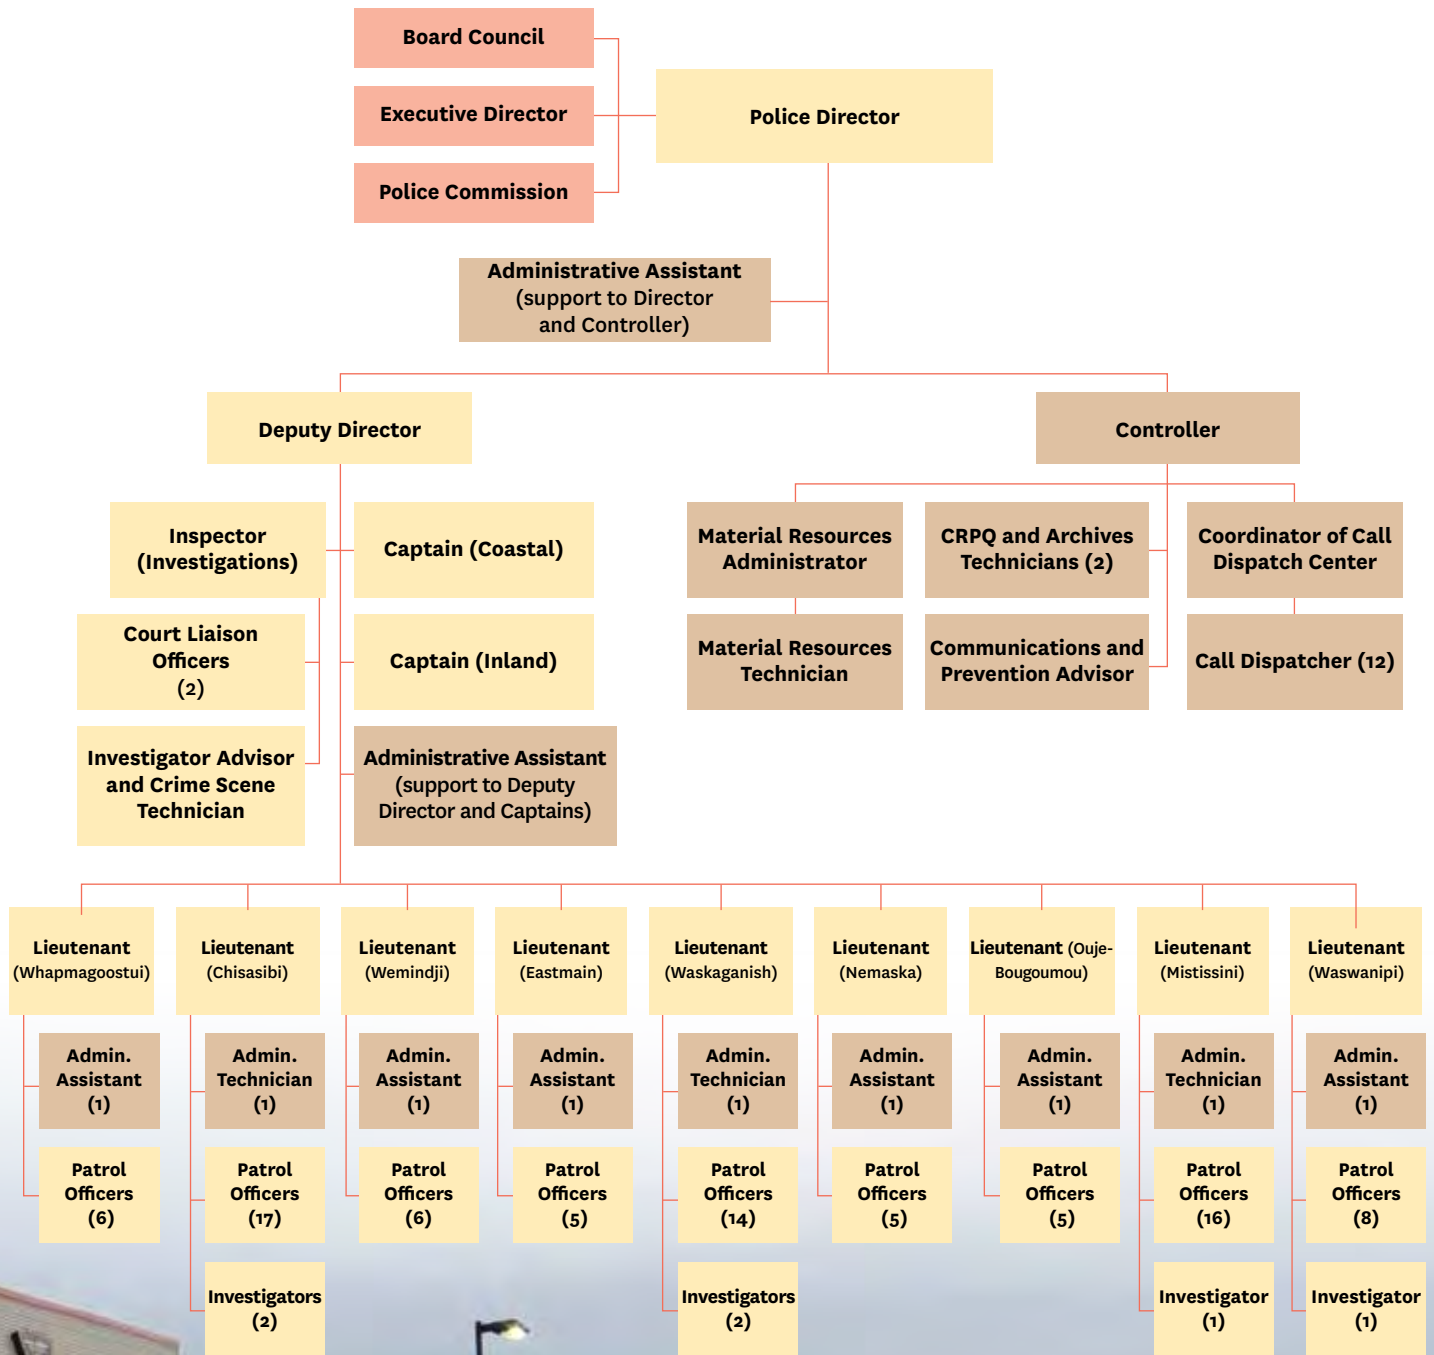 Board Council
Executive Director
Police Commission
Police Director
Administrative Assistant
(support to Director
and Controller)
Deputy Director
Controller
Inspector
(Investigations)
Captain (Coastal)
Court Liaison
Officers
(2)
Captain (Inland)
Investigator Advisor
and Crime Scene
Technician
Administrative Assistant
(support to Deputy
Director and Captains)
Material Resources
Administrator
CRPQ and Archives
Technicians (2)
Coordinator of Call
Dispatch Center
Material Resources
Technician
Communications and
Prevention Advisor
Call Dispatcher (12)
Lieutenant
(Whapmagoostui)
Admin.
Assistant
(1)
Patrol
Officers
(6)
Lieutenant
(Chisasibi)
Admin.
Technician
(1)
Patrol
Officers
(17)
Investigators
(2)
Lieutenant
(Wemindji)
Admin.
Assistant
(1)
Patrol
Officers
(6)
Lieutenant
(Eastmain)
Admin.
Assistant
(1)
Patrol
Officers
(5)
Lieutenant
(Waskaganish)
Admin.
Technician
(1)
Patrol
Officers
(14)
Investigators
(2)
Lieutenant
(Nemaska)
Admin.
Assistant
(1)
Patrol
Officers
(5)
Lieutenant (Ouje-
Bougoumou)
Admin.
Assistant
(1)
Patrol
Officers
(5)
Lieutenant
(Mistissini)
Admin.
Technician
(1)
Patrol
Officers
(16)
Investigator
(1)
Lieutenant
(Waswanipi)
Admin.
Assistant
(1)
Patrol
Officers
(8)
Investigator
(1)